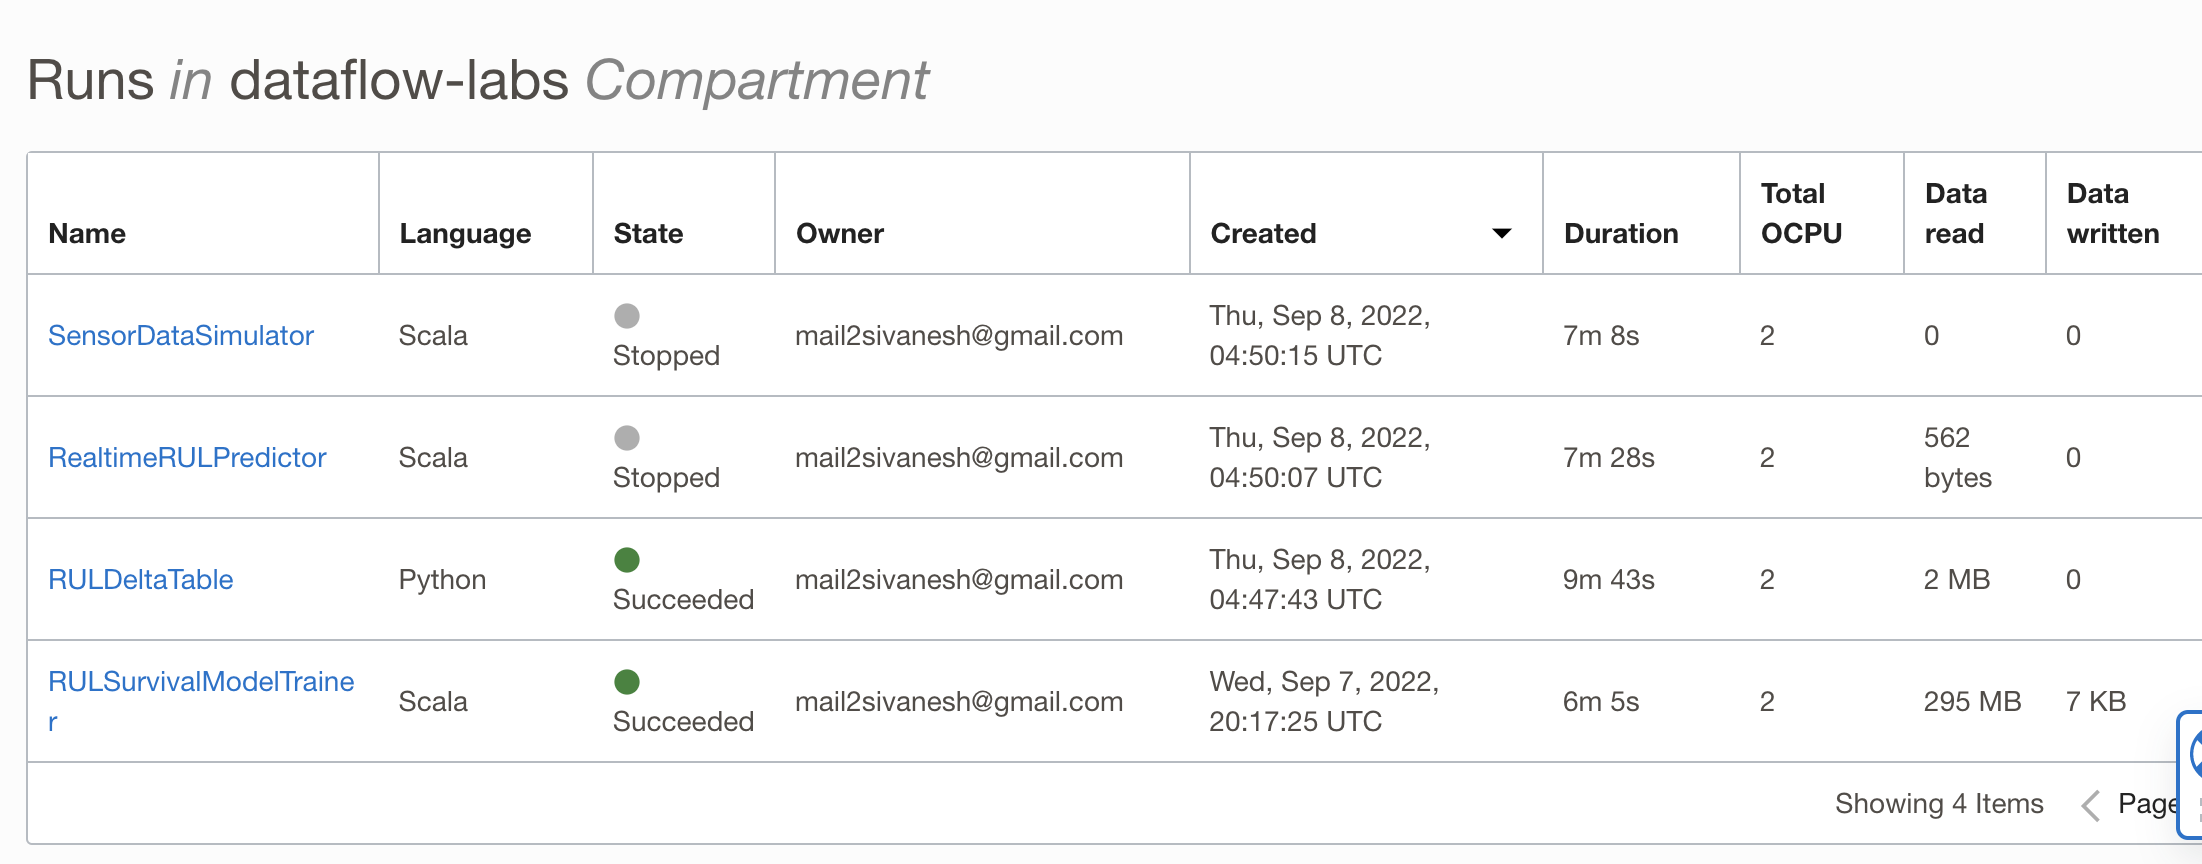 Runs in dataflow-labs Compartment
Name Language State Owner Created Duration Total OCPU Data read Data written
SensorDataSimulator Scala Stopped mail2sivanesh@gmail.com Thu, Sep 8, 2022, 04:50:15 UTC 7m 8s 2 0 0
RealtimeRULPredictor Scala Stopped mail2sivanesh@gmail.com Thu, Sep 8, 2022, 04:50:07 UTC 7m 28s 2 562 bytes 0
RULDeltaTable Python Succeeded mail2sivanesh@gmail.com Thu, Sep 8, 2022, 04:47:43 UTC 9m 43s 2 2 MB 0
RULSurvivalModelTrainer Scala Succeeded mail2sivanesh@gmail.com Wed, Sep 7, 2022, 20:17:25 UTC 6m 5s 2 295 MB 7 KB
Showing 4 Items Page